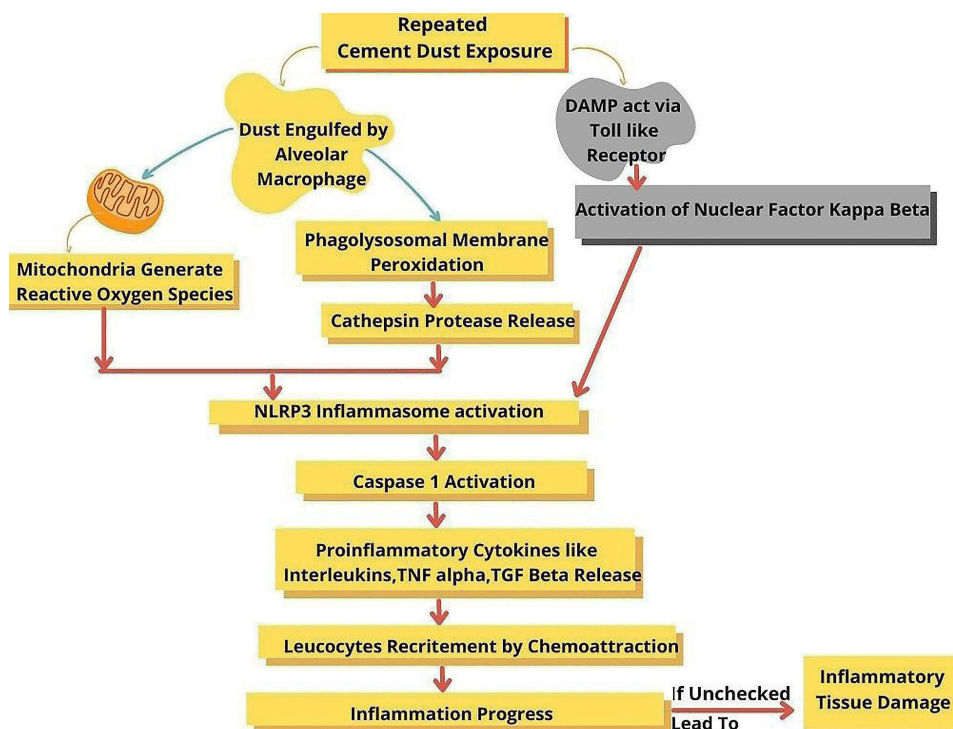 Repeated
Cement Dust Exposure
Dust Engulfed by
Alveolar
Macrophage
DAMP act via
Toll like
Receptor
Activation of Nuclear Factor Kappa Beta
Phagolysosomal Membrane
Peroxidation
Mitochondria Generate
Reactive Oxygen Species
Cathepsin Protease Release
NLRP3 Inflammasome activation
Caspase 1 Activation
Proinflammatory Cytokines like
Interleukins,TNF alpha,TGF Beta Release
Leucocytes Recritement by Chemoattraction
Inflammation Progress
If Unchecked
Lead To
Inflammatory
Tissue Damage